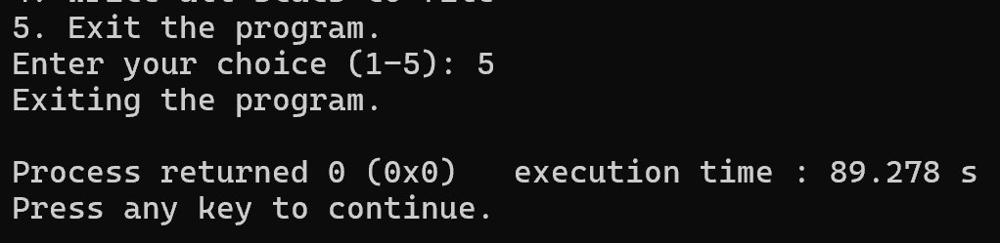 5. Exit the program.
Enter your choice (1-5): 5
Exiting the program.
Process returned 0 (0x0)   execution time : 89.278 s
Press any key to continue.